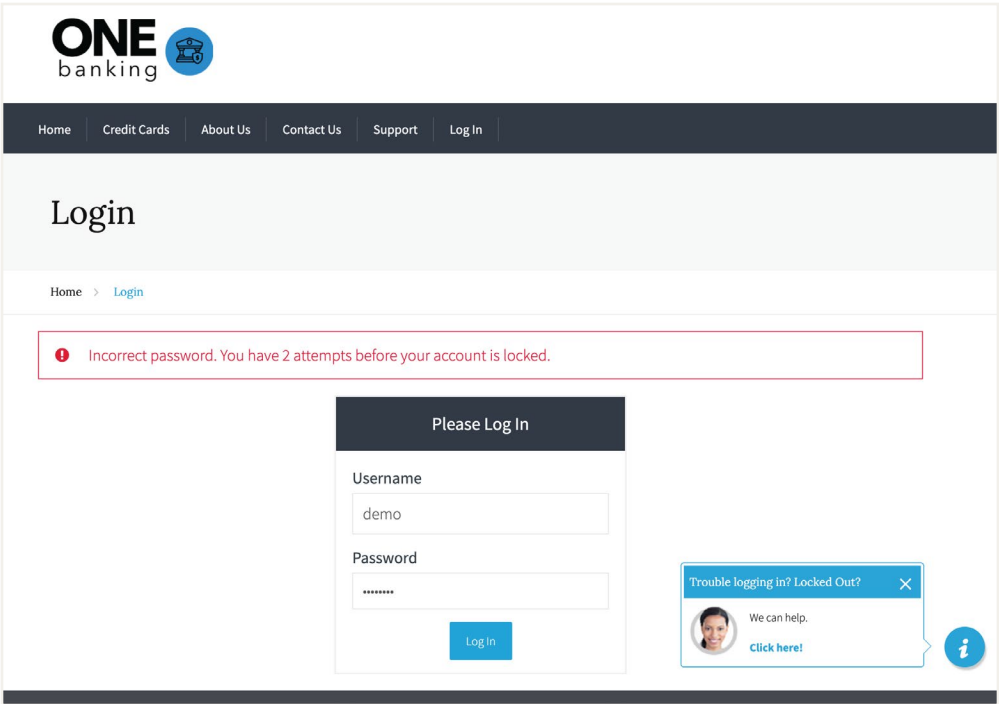 ONE
banking
Home Credit Cards About Us Contact Us Support Log In
Login
Home > Login
Incorrect password. You have 2 attempts before your account is locked.
Please Log In
Username
demo
Password
••••••••
Log In
Trouble logging in? Locked Out?
We can help.
Click here!
i